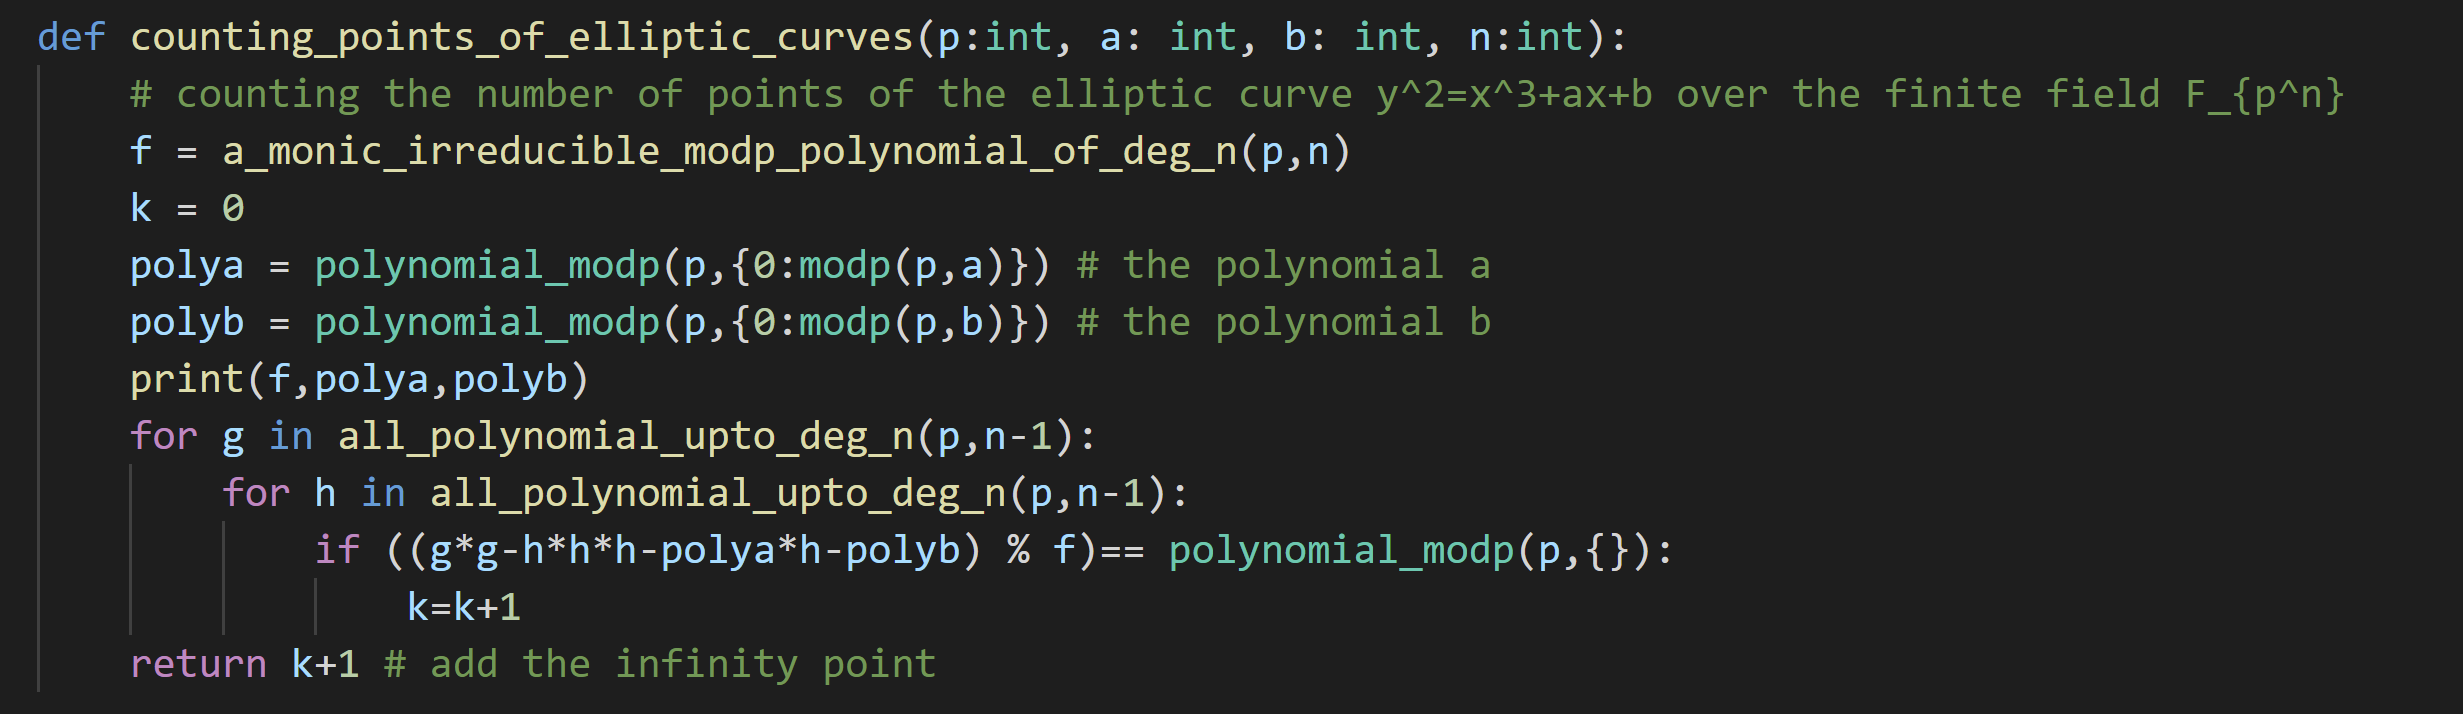 def counting_points_of_elliptic_curves(p:int, a: int, b: int, n:int):
    # counting the number of points of the elliptic curve y^2=x^3+ax+b over the finite field F_{p^n}
    f = a_monic_irreducible_modp_polynomial_of_deg_n(p,n)
    k = 0
    polya = polynomial_modp(p,{0:modp(p,a)}) # the polynomial a
    polyb = polynomial_modp(p,{0:modp(p,b)}) # the polynomial b
    print(f,polya,polyb)
    for g in all_polynomial_upto_deg_n(p,n-1):
        for h in all_polynomial_upto_deg_n(p,n-1):
            if ((g*g-h*h*h-polya*h-polyb) % f)== polynomial_modp(p,{}):
                k=k+1
    return k+1 # add the infinity point